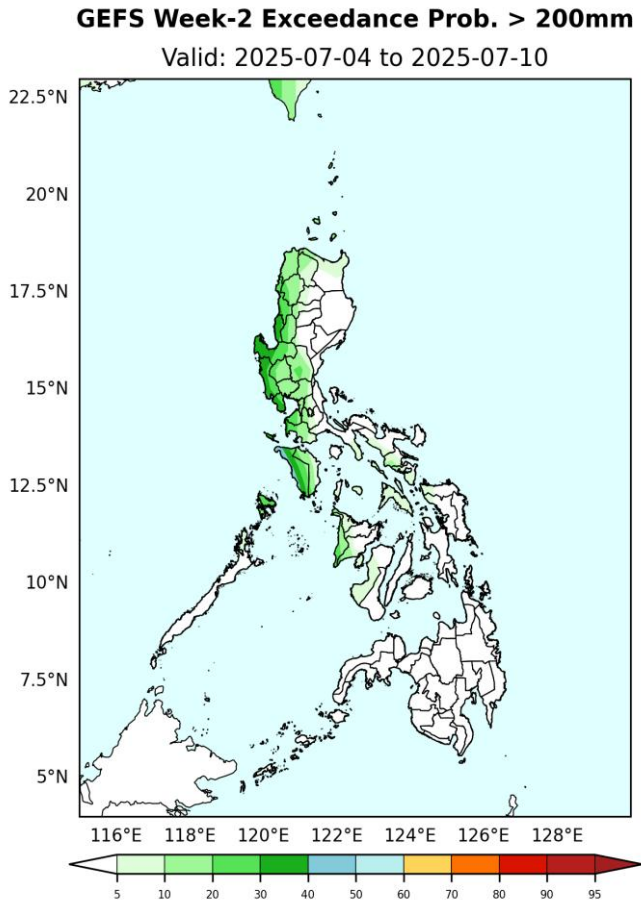 GEFS Week-2 Exceedance Prob. > 200mm
Valid: 2025-07-04 to 2025-07-10
22.5°N
20°N
17.5°N
15°N
12.5°N
10°N
7.5°N
5°N
116°E 118°E 120°E 122°E 124°E 126°E 128°E
5 10 20 30 40 50 60 70 80 90 95